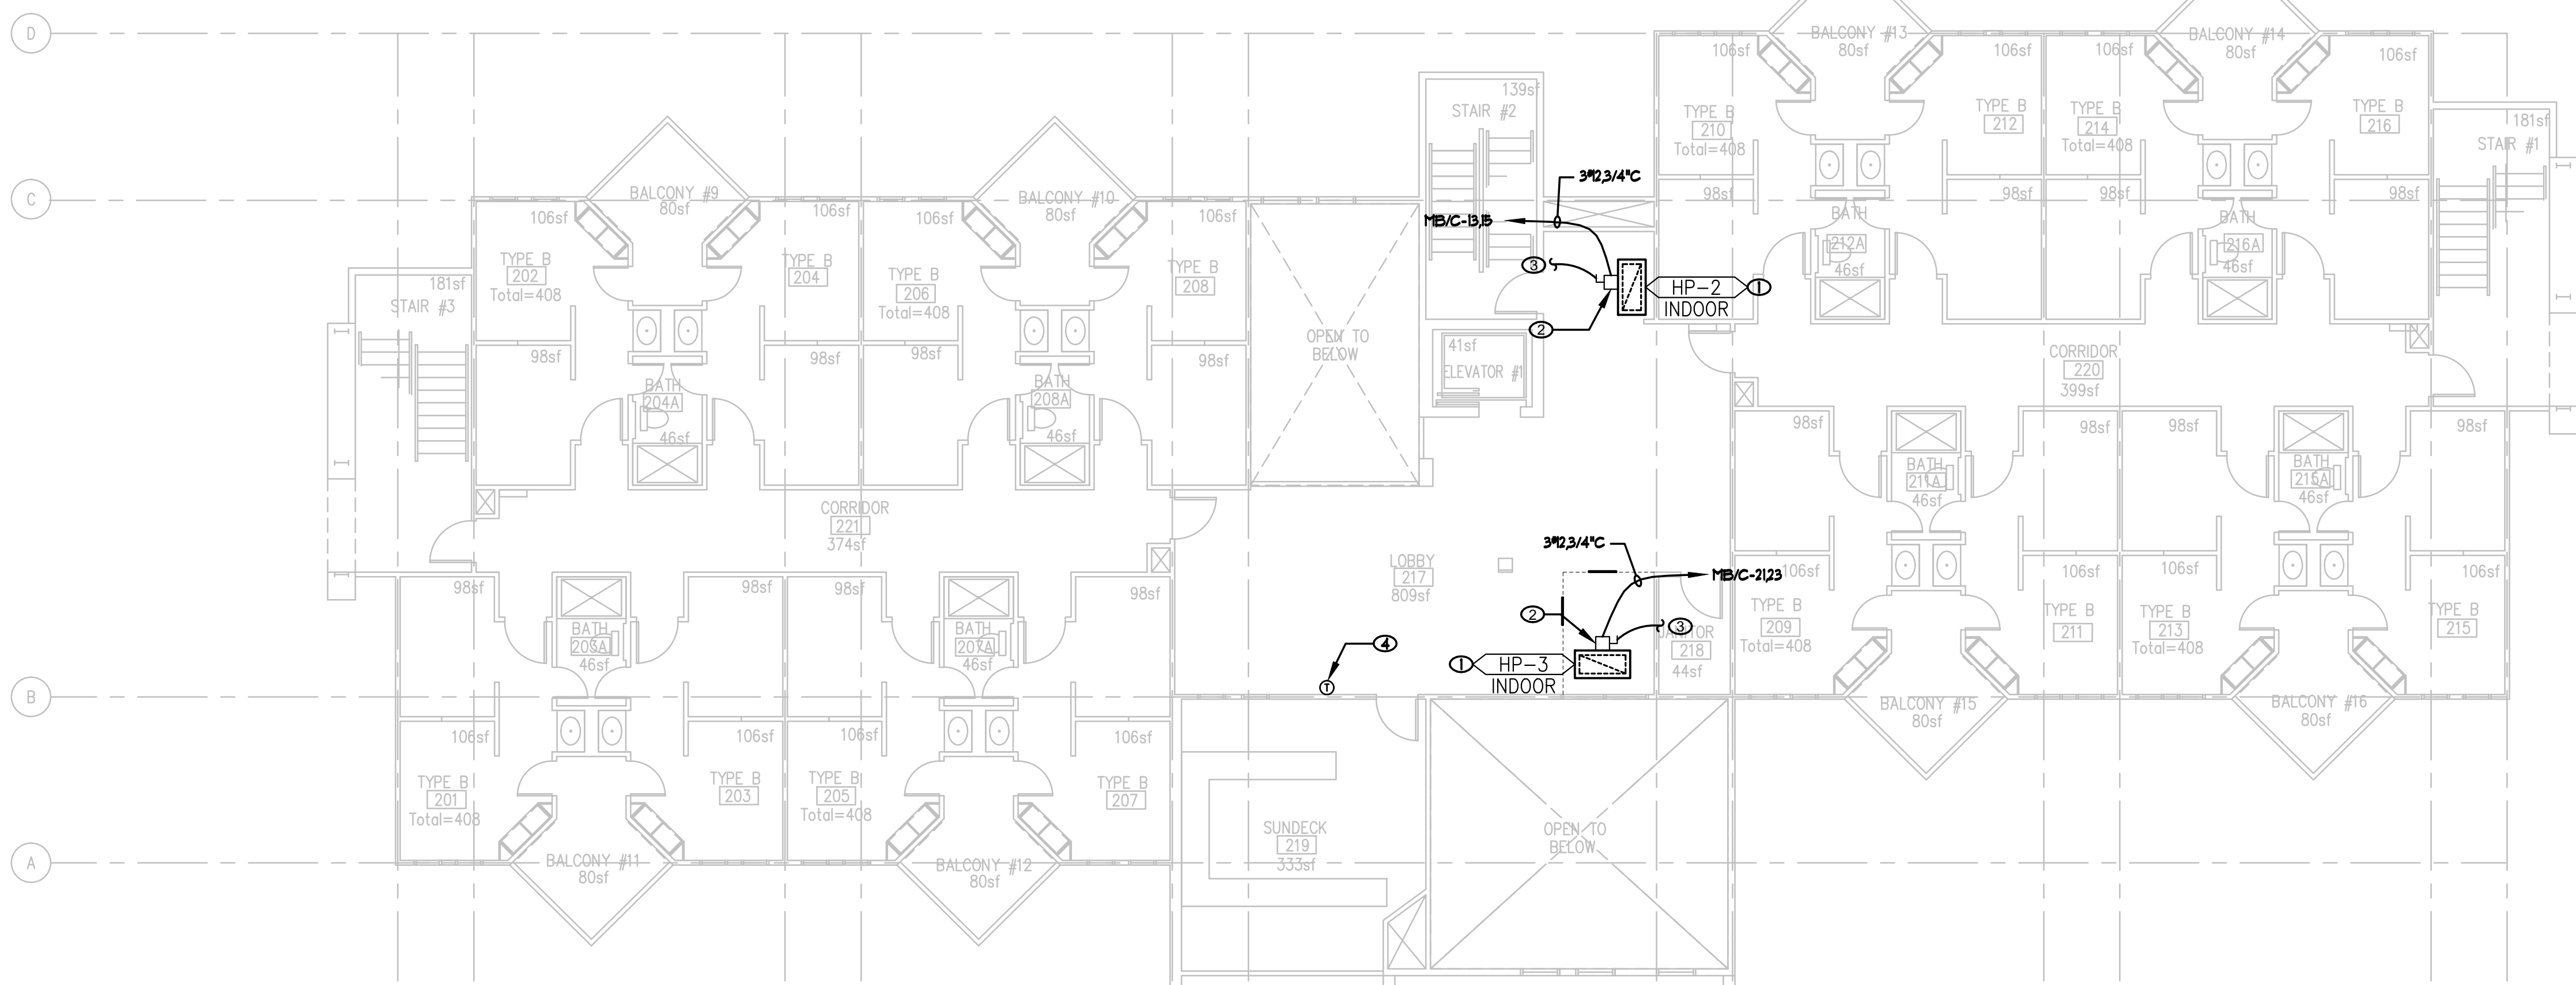 D
C
B
A
BALCONY #9
80sf
106sf
106sf
TYPE B
202
Total=408
TYPE B
204
98sf
98sf
BATH
204A
46sf
181sf
STAIR #3
BALCONY #10
80sf
106sf
106sf
TYPE B
206
Total=408
TYPE B
208
98sf
98sf
BATH
208A
46sf
OPEN TO
BELOW
139sf
STAIR #2
3#12,3/4"C
MB/C-13,15
3
2
HP-2
INDOOR
1
41sf
ELEVATOR #1
BALCONY #13
80sf
106sf
106sf
TYPE B
210
Total=408
TYPE B
212
98sf
98sf
BATH
212A
46sf
BALCONY #14
80sf
106sf
106sf
TYPE B
214
Total=408
TYPE B
216
98sf
98sf
BATH
216A
46sf
181sf
STAIR #1
CORRIDOR
220
399sf
CORRIDOR
221
374sf
LOBBY
217
809sf
3#12,3/4"C
MB/C-21,23
2
3
1
HP-3
INDOOR
4
T
JANITOR
218
44sf
98sf
98sf
BATH
203A
46sf
106sf
106sf
TYPE B
201
Total=408
TYPE B
203
BALCONY #11
80sf
98sf
98sf
BATH
207A
46sf
106sf
106sf
TYPE B
205
Total=408
TYPE B
207
BALCONY #12
80sf
SUNDECK
219
333sf
OPEN TO
BELOW
98sf
98sf
BATH
211A
46sf
106sf
106sf
TYPE B
209
Total=408
TYPE B
211
BALCONY #15
80sf
98sf
98sf
BATH
215A
46sf
106sf
106sf
TYPE B
213
Total=408
TYPE B
215
BALCONY #16
80sf